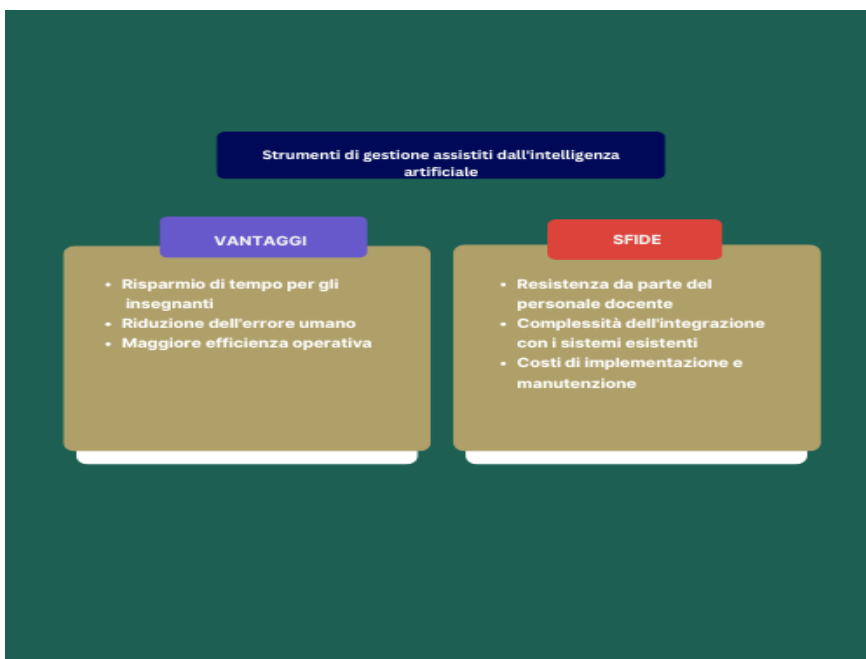 Strumenti di gestione assistiti dall'intelligenza
artificiale
VANTAGGI
• Risparmio di tempo per gli
insegnanti
• Riduzione dell'errore umano
• Maggiore efficienza operativa
SFIDE
• Resistenza da parte del
personale docente
• Complessità dell'integrazione
con i sistemi esistenti
• Costi di implementazione e
manutenzione